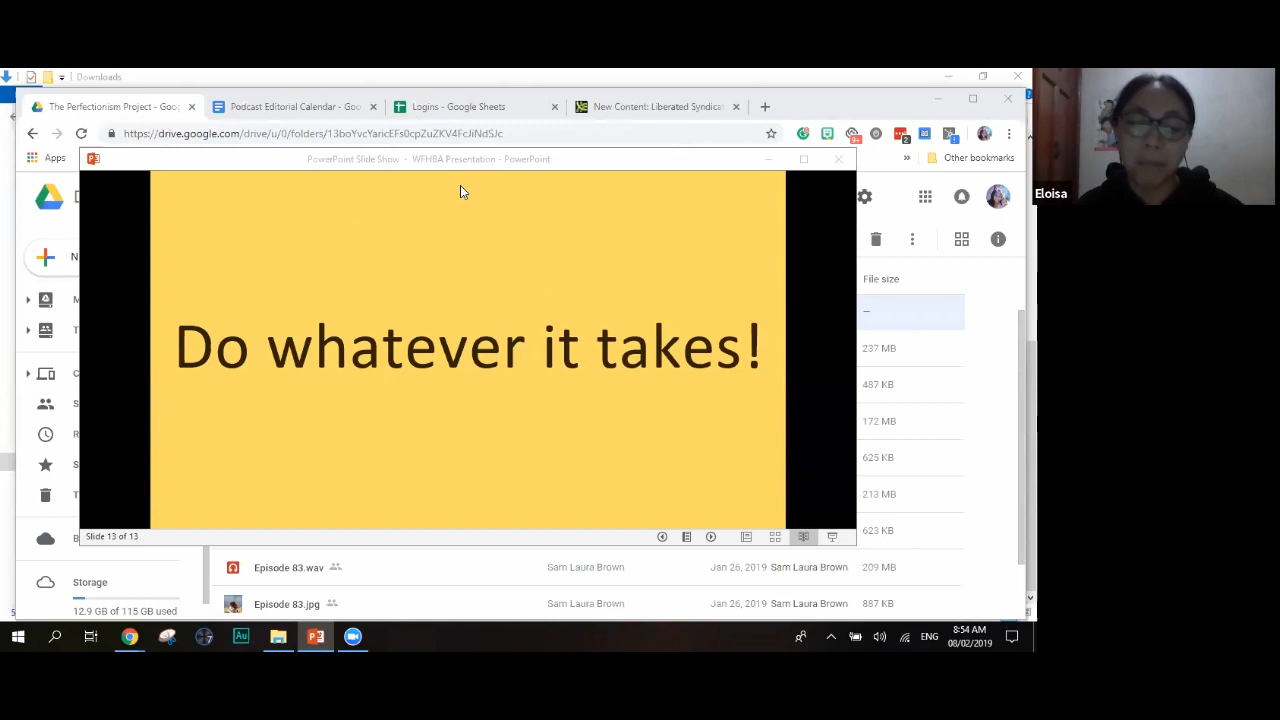 Downloads
The Perfectionism Project - Goog
Podcast Editorial Calendar - Goo
Logins - Google Sheets
New Content: Liberated Syndicat
https://drive.google.com/drive/u/0/folders/13boYvcYaricEFs0cpZuZKV4FcJiNdSJc
9+
2
Apps
PowerPoint Slide Show - WFHBA Presentation - PowerPoint
»
Other bookmarks
Eloisa
N
File size
–
M
T
237 MB
Do whatever it takes!
C
487 KB
S
172 MB
R
625 KB
S
213 MB
T
623 KB
Slide 13 of 13
B
Episode 83.wav
Sam Laura Brown
Jan 26, 2019 Sam Laura Brown
209 MB
Storage
Episode 83.jpg
Sam Laura Brown
Jan 26, 2019 Sam Laura Brown
887 KB
12.9 GB of 115 GB used
Au
ENG
8:54 AM
08/02/2019